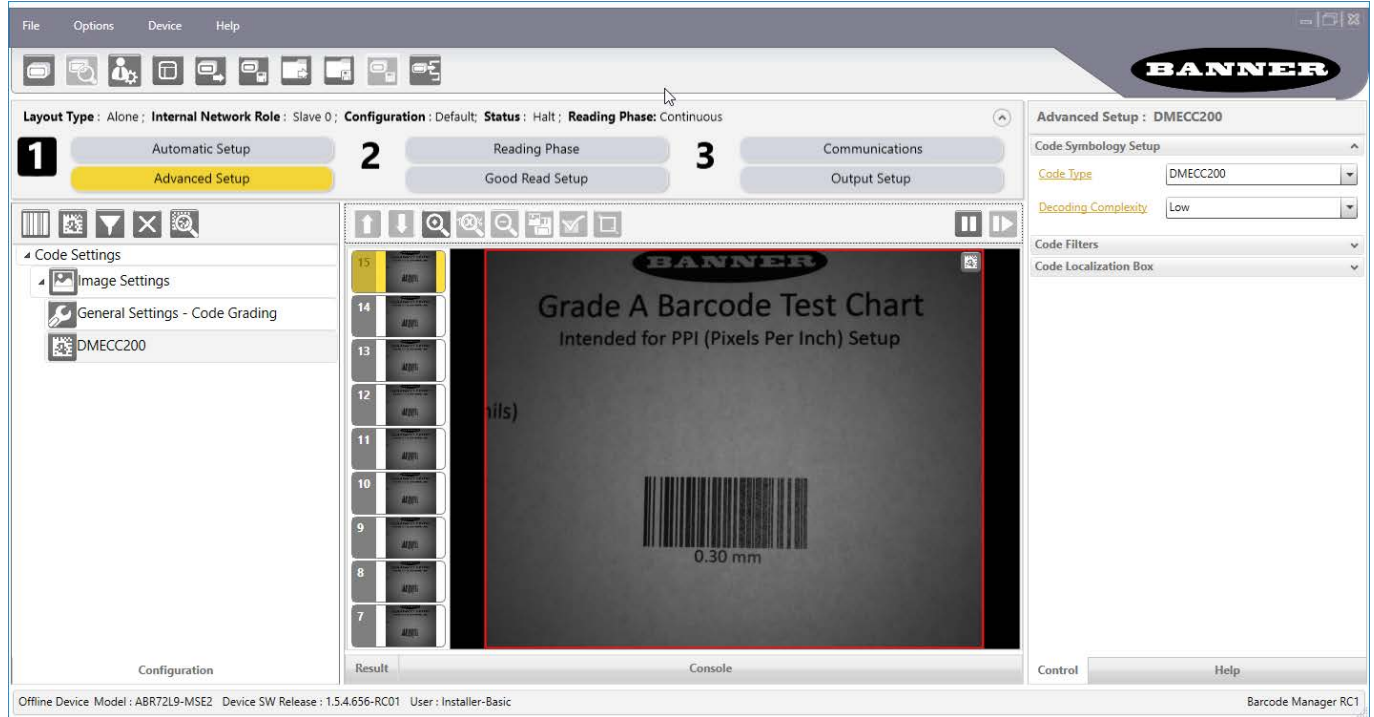 File Options Device Help
BANNER
Layout Type : Alone ; Internal Network Role : Slave 0 ; Configuration : Default; Status : Halt ; Reading Phase: Continuous
1 Automatic Setup 2 Reading Phase 3 Communications
Advanced Setup Good Read Setup Output Setup
Advanced Setup : DMECC200
Code Symbology Setup
Code Type DMECC200
Decoding Complexity Low
Code Filters
Code Localization Box
Code Settings
Image Settings
General Settings - Code Grading
DMECC200
15
14
13
12
11
10
9
8
7
BANNER
Grade A Barcode Test Chart
Intended for PPI (Pixels Per Inch) Setup
nils)
0.30 mm
Configuration Result Console Control Help
Offline Device Model : ABR72L9-MSE2 Device SW Release : 1.5.4.656-RC01 User : Installer-Basic Barcode Manager RC1